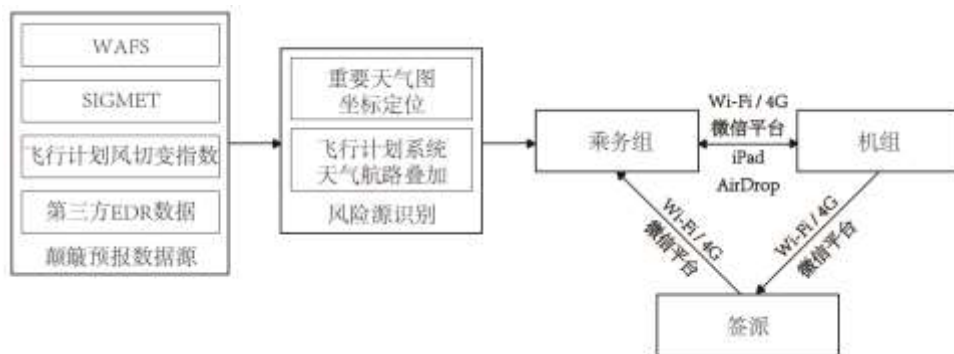 WAFS
SIGMET
飞行计划风切变指数
第三方EDR数据
颠簸预报数据源
重要天气图
坐标定位
飞行计划系统
天气航路叠加
风险源识别
乘务组
Wi-Fi / 4G
微信平台
iPad
AirDrop
机组
Wi-Fi / 4G
微信平台
Wi-Fi / 4G
微信平台
签派